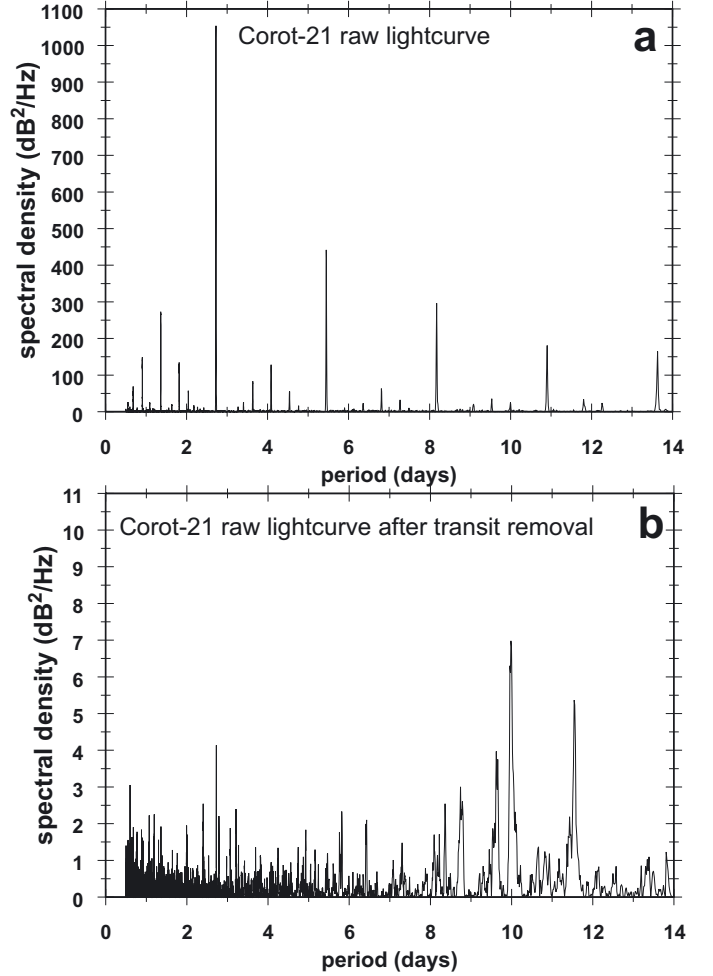 1100
Corot-21 raw lightcurve
a
1000
900
800
700
600
500
400
300
200
100
0
spectral density (dB²/Hz)
0 2 4 6 8 10 12 14
period (days)
11
Corot-21 raw lightcurve after transit removal
b
10
9
8
7
6
5
4
3
2
1
0
spectral density (dB²/Hz)
0 2 4 6 8 10 12 14
period (days)